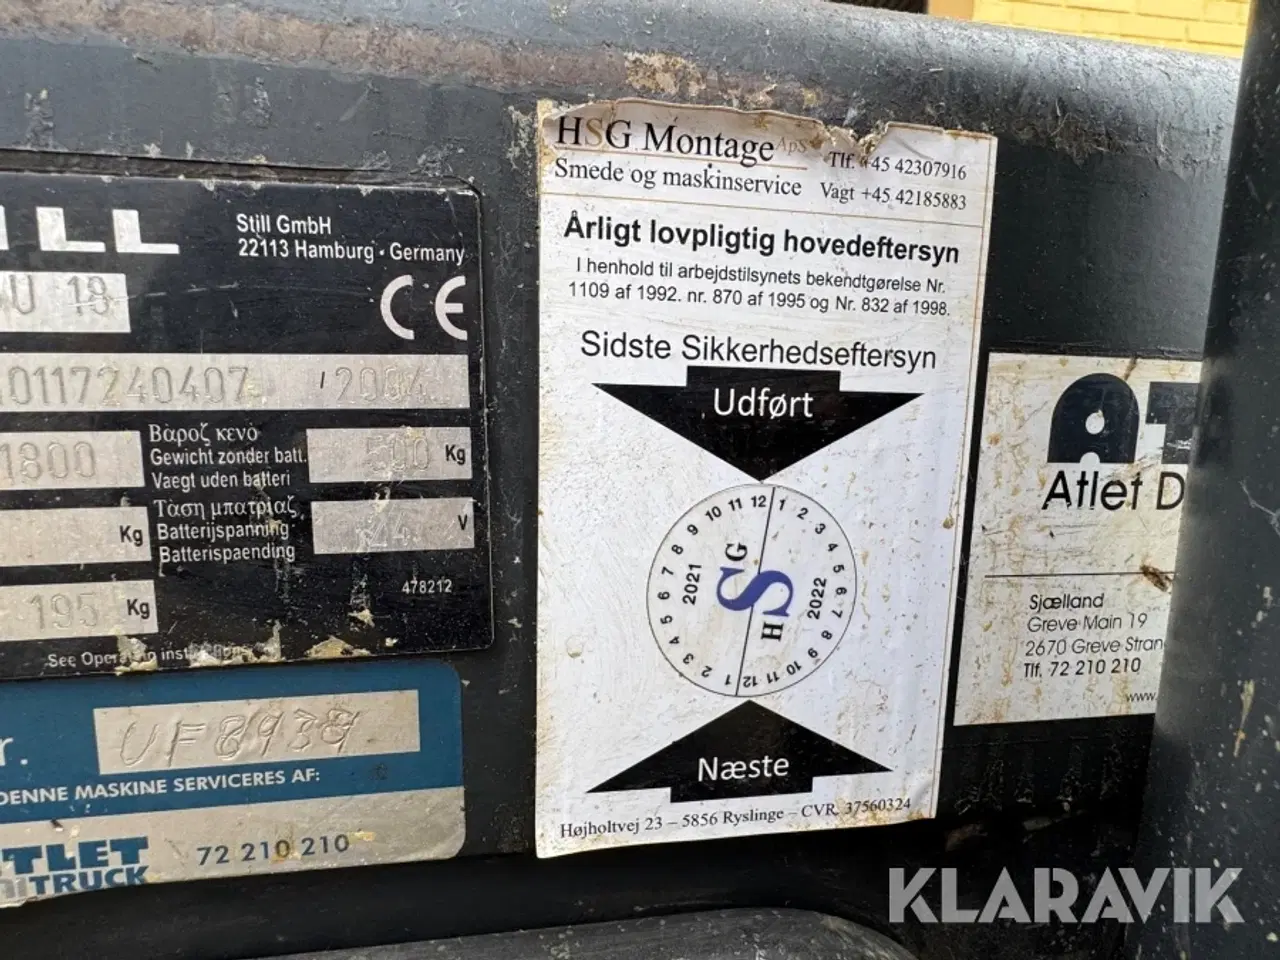 Still GmbH
22113 Hamburg · Germany
U 18
CE
0117240407 / 2004
1800
Βαροζ κενο
Gewicht zonder batt.
Vaegt uden batteri
500 Kg
Kg
Τάση μπατριαζ
Batterijspanning
Batterispaending
24 V
195 Kg
478212
See Operat
r. UF8938
DENNE MASKINE SERVICERES AF:
TLET
TRUCK
72 210 210
HSG Montage ApS
Smede og maskinservice
Tlf. +45 42307916
Vagt +45 42185883
Årligt lovpligtig hovedeftersyn
I henhold til arbejdstilsynets bekendtgørelse Nr.
1109 af 1992. nr. 870 af 1995 og Nr. 832 af 1998.
Sidste Sikkerhedseftersyn
Udført
1 2 3 4 5 6 7 8 9 10 11 12
2022
1 2 3 4 5 6 7 8 9 10 11 12
2021
HSG
Næste
Højholtvej 23 – 5856 Ryslinge – CVR. 37560324
Atlet D
Sjælland
Greve Main 19
2670 Greve Stran
Tlf. 72 210 210
www.
KLARAVIK